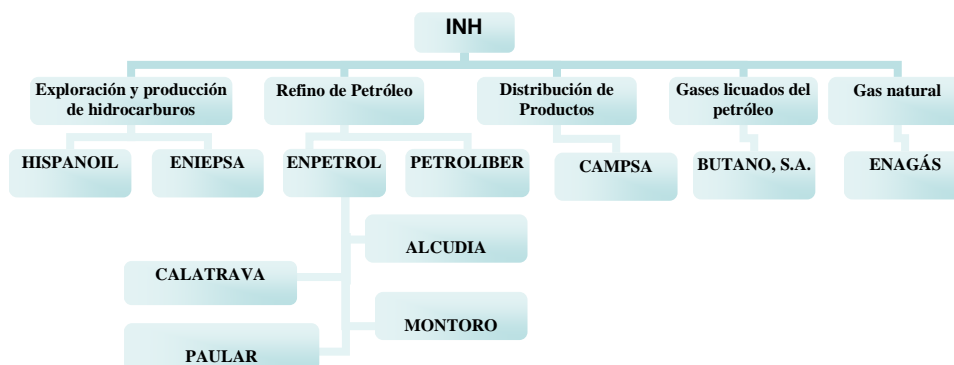 INH
Exploración y producción
de hidrocarburos
Refino de Petróleo
Distribución de
Productos
Gases licuados del
petróleo
Gas natural
HISPANOIL
ENIEPSA
ENPETROL
PETROLIBER
CAMPSA
BUTANO, S.A.
ENAGÁS
ALCUDIA
CALATRAVA
MONTORO
PAULAR